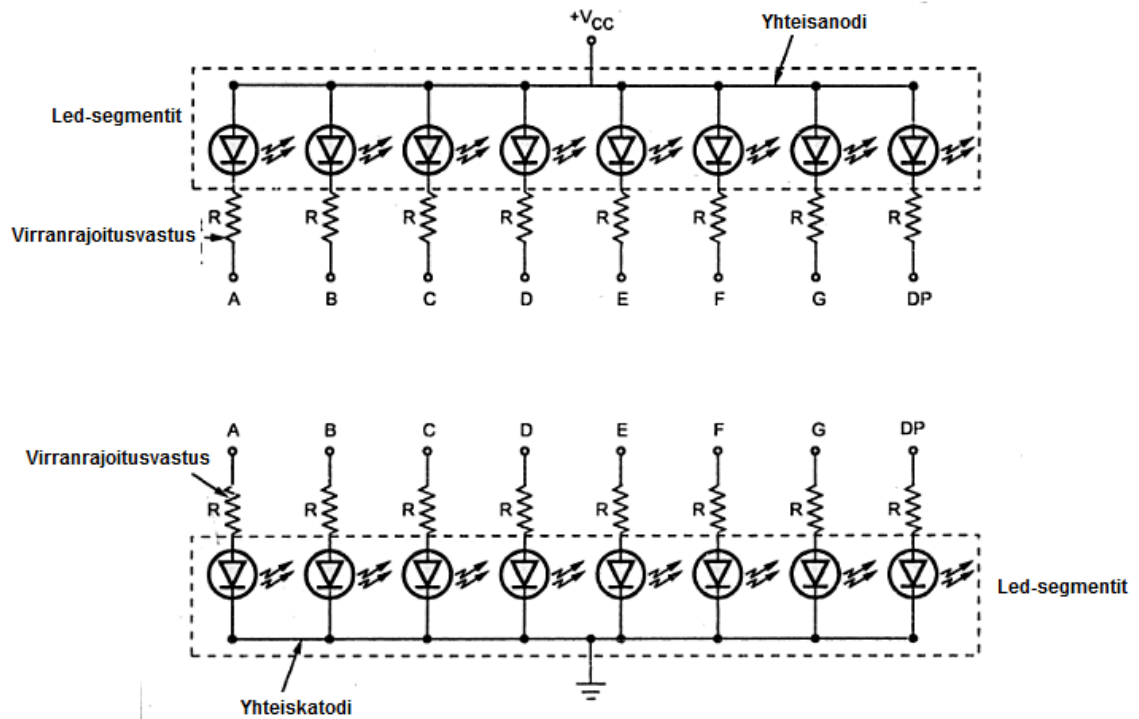 +VCC
Yhteisanodi
Led-segmentit
R R R R R R R R
Virranrajoitusvastus
A B C D E F G DP
A B C D E F G DP
Virranrajoitusvastus
R R R R R R R R
Led-segmentit
Yhteiskatodi